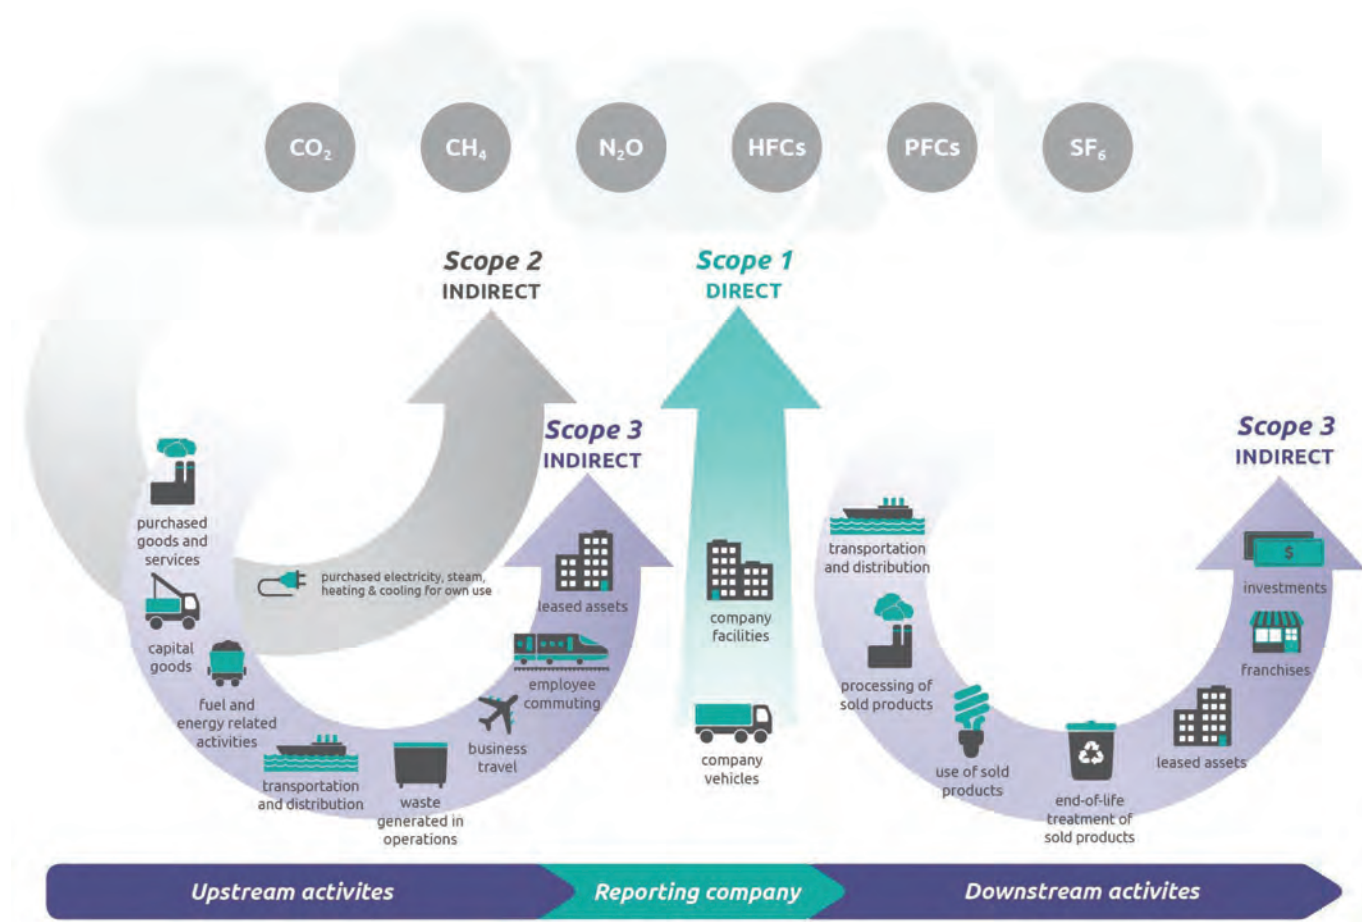 CO₂
CH₄
N₂O
HFCs
PFCs
SF₆
Scope 2
INDIRECT
Scope 1
DIRECT
Scope 3
INDIRECT
Scope 3
INDIRECT
purchased
goods and
services
capital
goods
fuel and
energy related
activities
transportation
and distribution
waste
generated in
operations
business
travel
employee
commuting
leased assets
purchased electricity, steam,
heating & cooling for own use
company
facilities
company
vehicles
transportation
and distribution
processing of
sold products
use of sold
products
end-of-life
treatment of
sold products
leased assets
franchises
$
investments
Upstream activites
Reporting company
Downstream activites